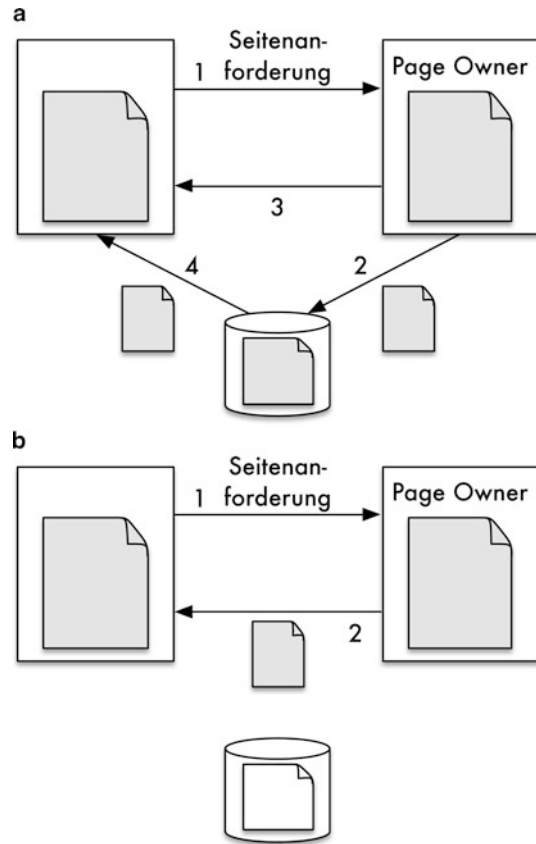 a
Seitenan-
1 forderung
Page Owner
3
4
2
b
Seitenan-
1 forderung
Page Owner
2